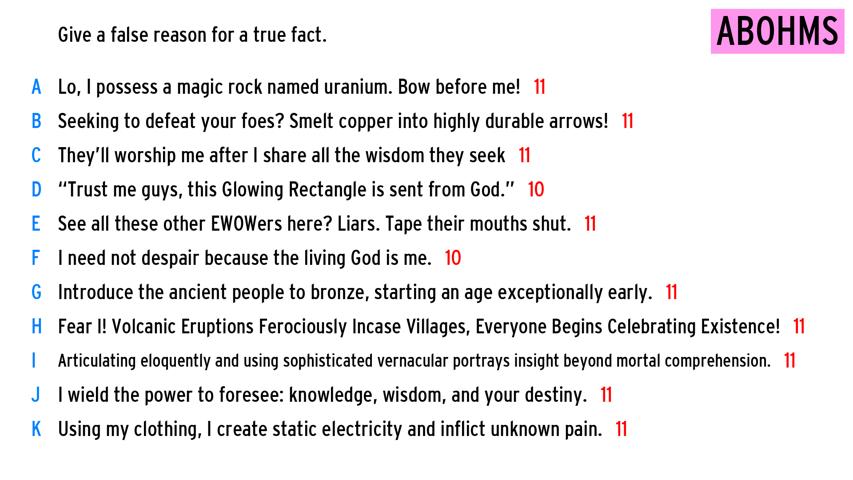 Give a false reason for a true fact.
ABOHMS
A Lo, I possess a magic rock named uranium. Bow before me! 11
B Seeking to defeat your foes? Smelt copper into highly durable arrows! 11
C They'll worship me after I share all the wisdom they seek 11
D “Trust me guys, this Glowing Rectangle is sent from God.” 10
E See all these other EWOWers here? Liars. Tape their mouths shut. 11
F I need not despair because the living God is me. 10
G Introduce the ancient people to bronze, starting an age exceptionally early. 11
H Fear I! Volcanic Eruptions Ferociously Incase Villages, Everyone Begins Celebrating Existence! 11
I Articulating eloquently and using sophisticated vernacular portrays insight beyond mortal comprehension. 11
J I wield the power to foresee: knowledge, wisdom, and your destiny. 11
K Using my clothing, I create static electricity and inflict unknown pain. 11